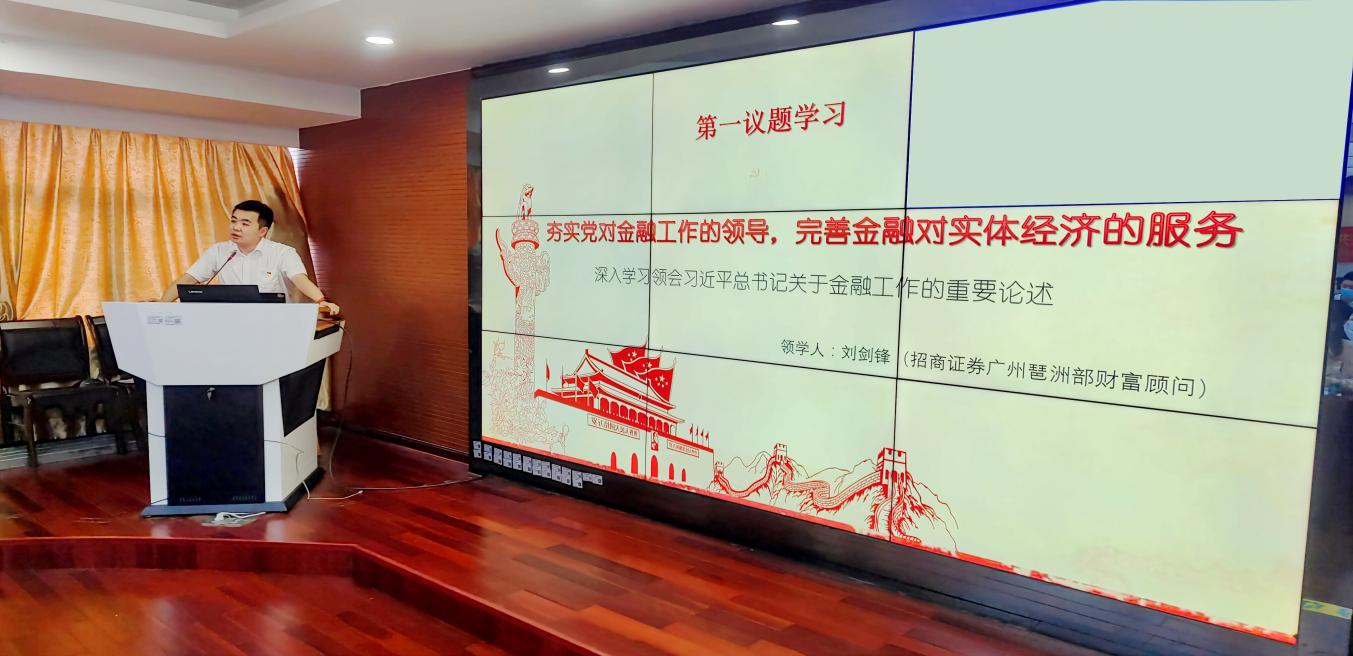 第一议题学习
夯实党对金融工作的领导，完善金融对实体经济的服务
深入学习领会习近平总书记关于金融工作的重要论述
领学人：刘剑锋（招商证券广州琶洲部财富顾问）